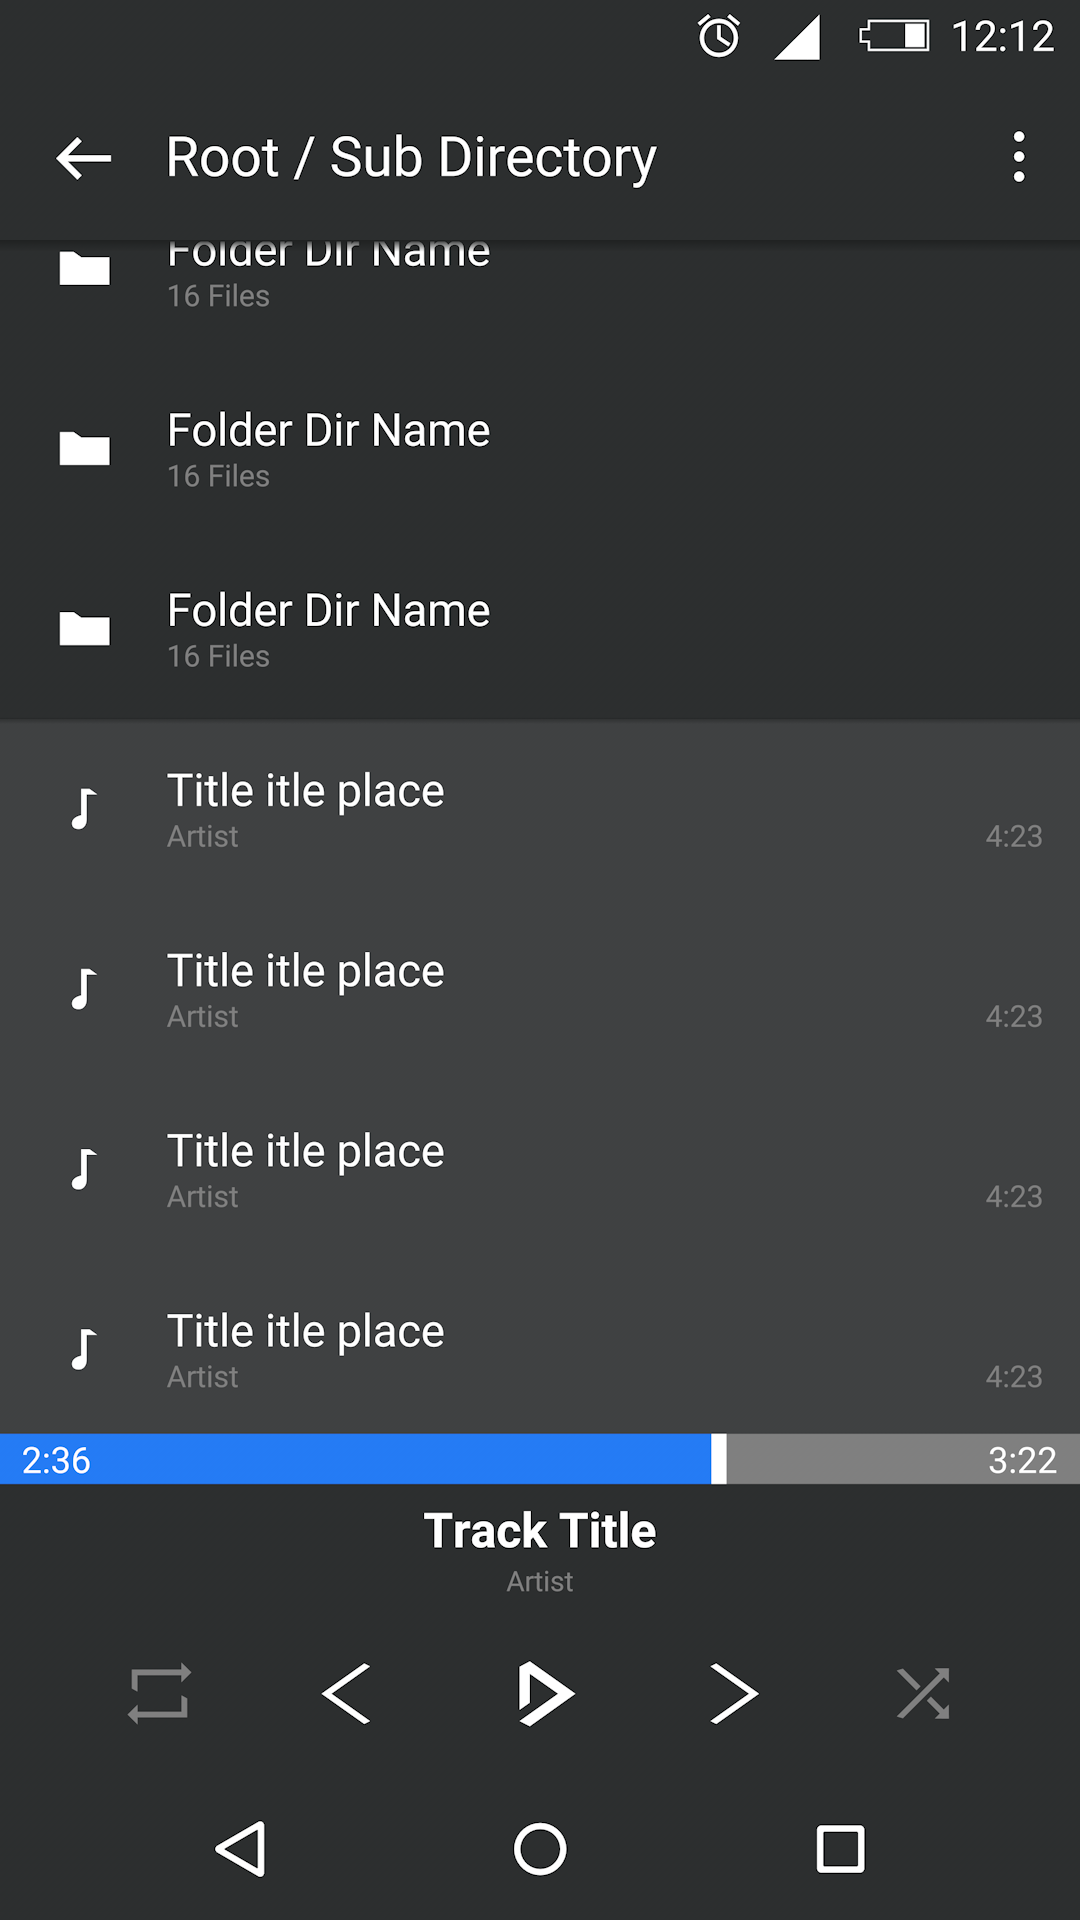 12:12
Root / Sub Directory
Folder Dir Name
16 Files
Folder Dir Name
16 Files
Folder Dir Name
16 Files
Title itle place
Artist 4:23
Title itle place
Artist 4:23
Title itle place
Artist 4:23
Title itle place
Artist 4:23
2:36 3:22
Track Title
Artist